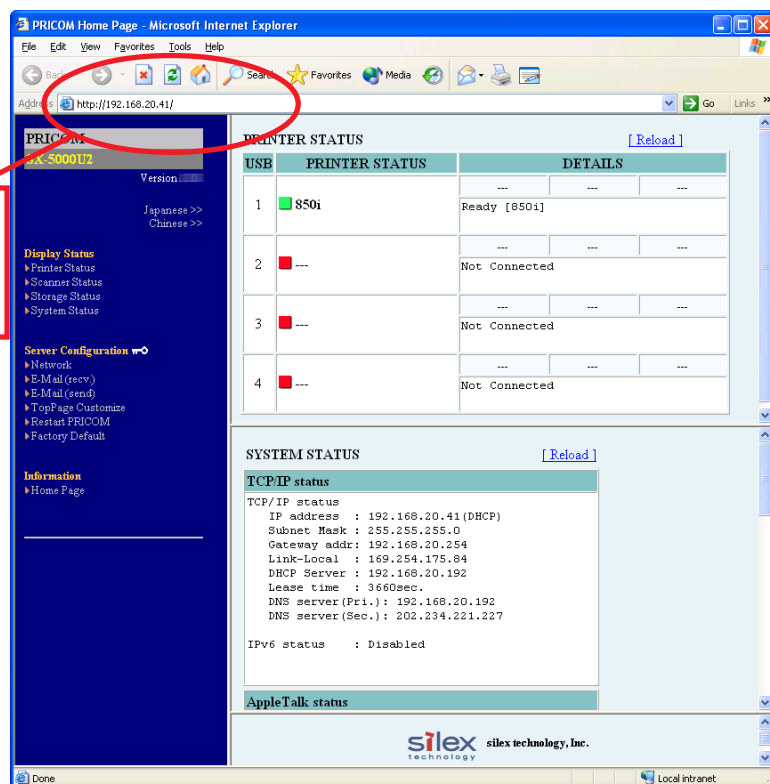 PRICOM Home Page - Microsoft Internet Explorer
File Edit View Favorites Tools Help
Search Favorites Media
Address http://192.168.20.41/ Go Links »
PRICOM
SX-5000U2
Version
Japanese >>
Chinese >>
Display Status
Printer Status
Scanner Status
Storage Status
System Status
Server Configuration
Network
E-Mail (recv.)
E-Mail (send)
TopPage Customize
Restart PRICOM
Factory Default
Information
Home Page
PRINTER STATUS [ Reload ]
USB PRINTER STATUS DETAILS
--- --- ---
1 850i Ready [850i]
--- --- ---
2 --- Not Connected
--- --- ---
3 --- Not Connected
--- --- ---
4 --- Not Connected
SYSTEM STATUS [ Reload ]
TCP/IP status
TCP/IP status
IP address : 192.168.20.41(DHCP)
Subnet Mask : 255.255.255.0
Gateway addr: 192.168.20.254
Link-Local : 169.254.175.84
DHCP Server : 192.168.20.192
Lease time : 3660sec.
DNS server(Pri.): 192.168.20.192
DNS server(Sec.): 202.234.221.227
IPv6 status : Disabled
AppleTalk status
silex technology
silex technology, Inc.
Done Local intranet